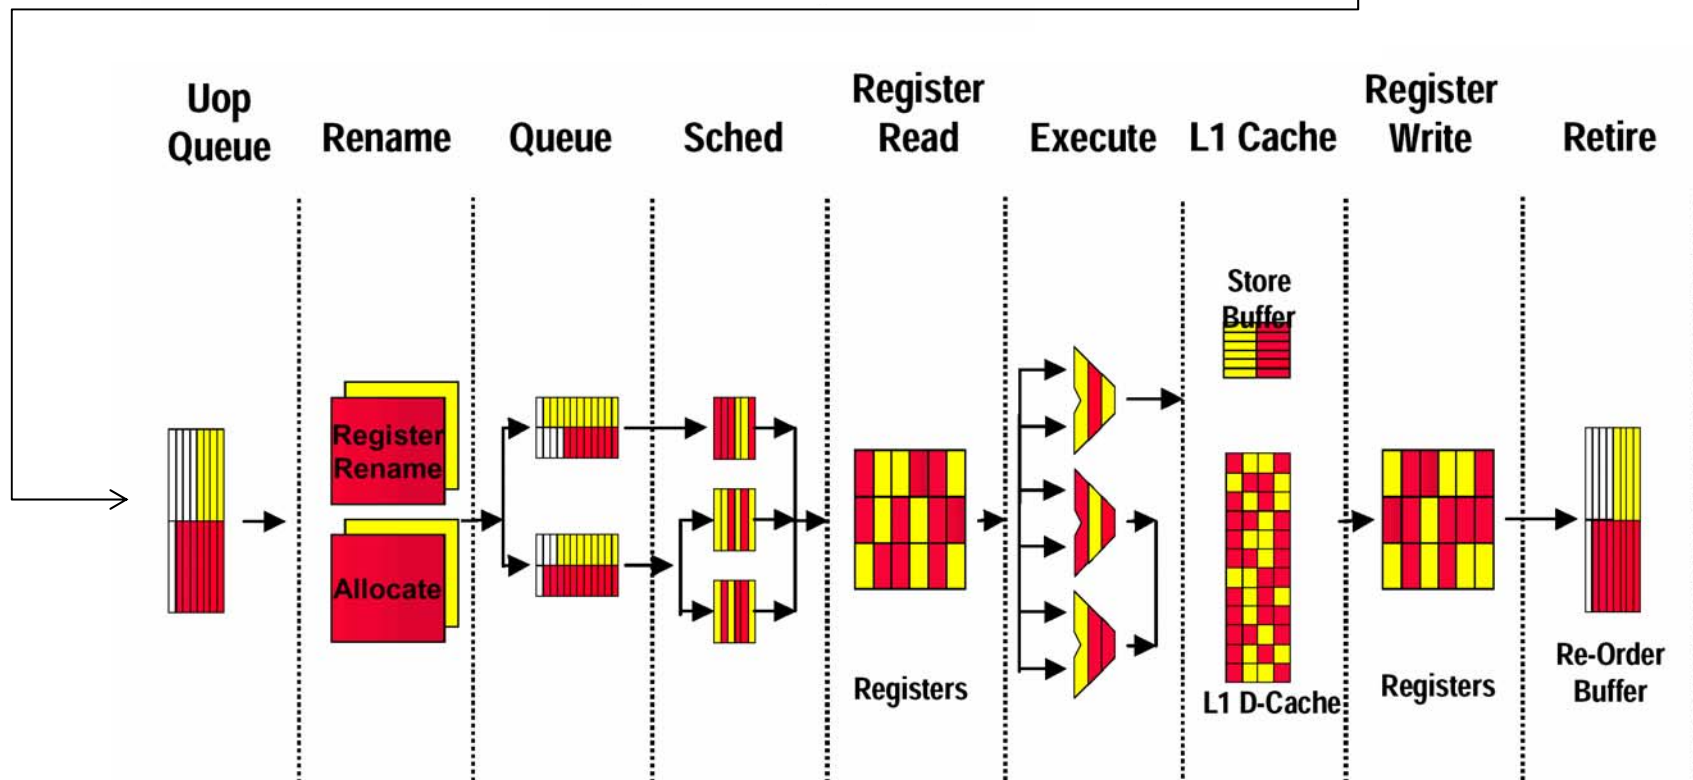 Uop
Queue
Rename
Queue
Sched
Register
Read
Execute
L1 Cache
Register
Write
Retire
Register
Rename
Allocate
Registers
Store
Buffer
L1 D-Cache
Registers
Re-Order
Buffer